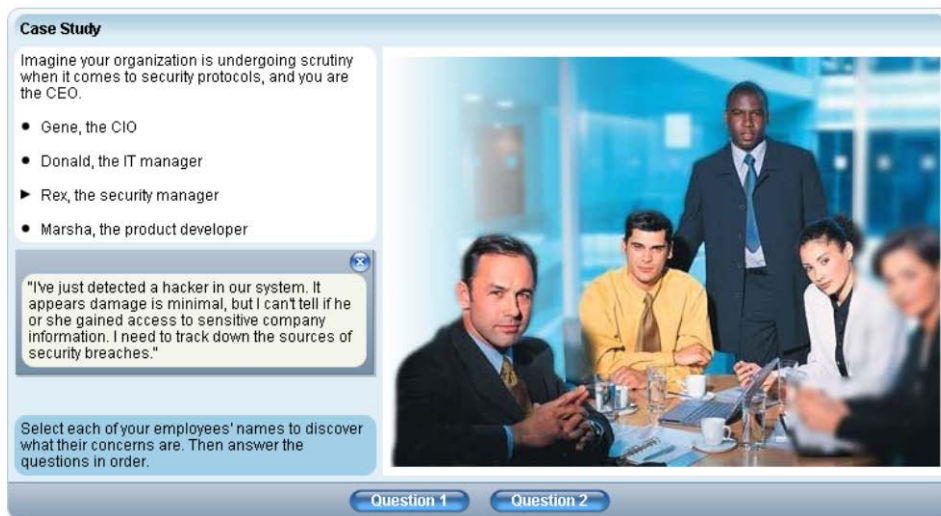 Case Study
Imagine your organization is undergoing scrutiny
when it comes to security protocols, and you are
the CEO.
• Gene, the CIO
• Donald, the IT manager
► Rex, the security manager
• Marsha, the product developer
"I've just detected a hacker in our system. It
appears damage is minimal, but I can't tell if he
or she gained access to sensitive company
information. I need to track down the sources of
security breaches."
Select each of your employees' names to discover
what their concerns are. Then answer the
questions in order.
Question 1 Question 2